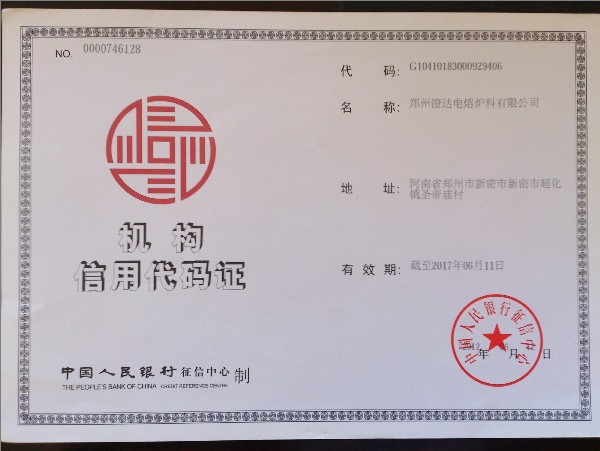 NO. 0000746128
机构
信用代码证
中国人民银行 征信中心 制
THE PEOPLE'S BANK OF CHINA CREDIT REFERENCE CENTRE
代 码: G1041018300092940​6
名 称: 郑州澄达电熔炉料有限公司
地 址: 河南省郑州市新密市新密市超化
镇圣帝庙村
有 效 期: 截至2017年06月11日
中国人民银行征信中心
年 月 日